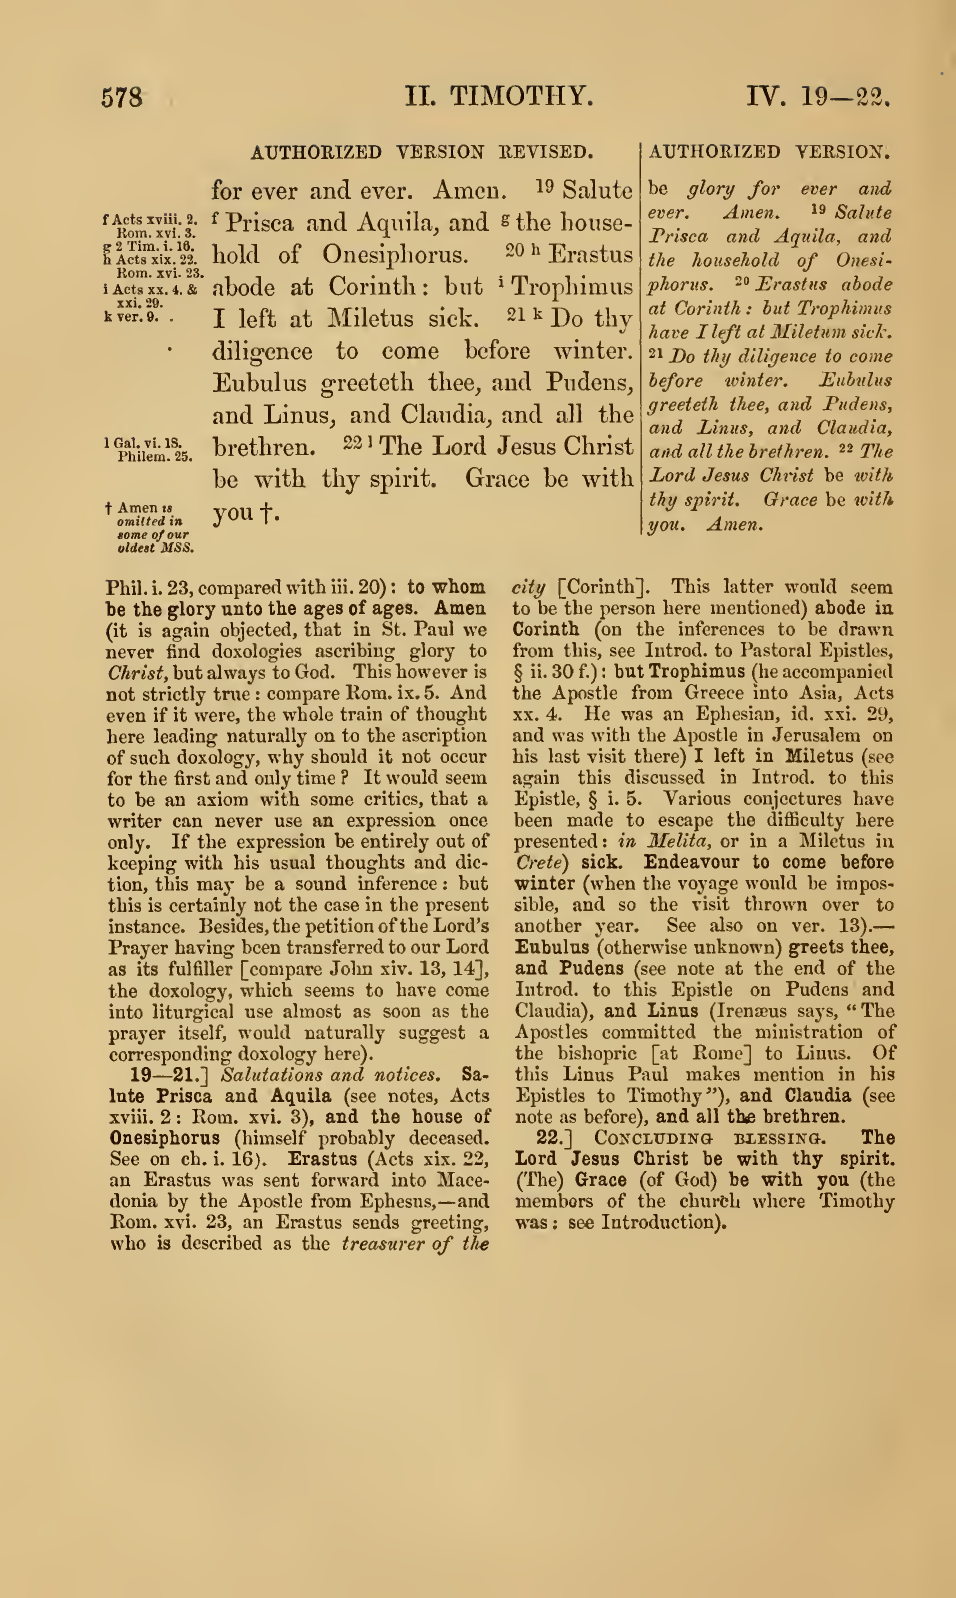 578
II. TIMOTHY.
IV. 19—22.
AUTHORIZED VERSION REVISED.
for ever and ever. Amen. 19 Salute
f Prisca and Aquila, and g the house-
hold of Onesiphorus. 20 h Erastus
abode at Corinth: but i Trophimus
I left at Miletus sick. 21 k Do thy
diligence to come before winter.
Eubulus greeteth thee, and Pudens,
and Linus, and Claudia, and all the
brethren. 22 l The Lord Jesus Christ
be with thy spirit. Grace be with
you †.
f Acts xviii. 2.
Rom. xvi. 3.
g 2 Tim. i. 16.
h Acts xix. 22.
Rom. xvi. 23.
i Acts xx. 4. &
xxi. 29.
k ver. 9.
l Gal. vi. 18.
Philem. 25.
† Amen is
omitted in
some of our
oldest MSS.
AUTHORIZED VERSION.
be glory for ever and
ever. Amen. 19 Salute
Prisca and Aquila, and
the household of Onesi-
phorus. 20 Erastus abode
at Corinth: but Trophimus
have I left at Miletum sick.
21 Do thy diligence to come
before winter. Eubulus
greeteth thee, and Pudens,
and Linus, and Claudia,
and all the brethren. 22 The
Lord Jesus Christ be with
thy spirit. Grace be with
you. Amen.
Phil. i. 23, compared with iii. 20): to whom
be the glory unto the ages of ages. Amen
(it is again objected, that in St. Paul we
never find doxologies ascribing glory to
Christ, but always to God. This however is
not strictly true: compare Rom. ix. 5. And
even if it were, the whole train of thought
here leading naturally on to the ascription
of such doxology, why should it not occur
for the first and only time? It would seem
to be an axiom with some critics, that a
writer can never use an expression once
only. If the expression be entirely out of
keeping with his usual thoughts and dic-
tion, this may be a sound inference: but
this is certainly not the case in the present
instance. Besides, the petition of the Lord's
Prayer having been transferred to our Lord
as its fulfiller [compare John xiv. 13, 14],
the doxology, which seems to have come
into liturgical use almost as soon as the
prayer itself, would naturally suggest a
corresponding doxology here).
19—21.] Salutations and notices. Sa-
lute Prisca and Aquila (see notes, Acts
xviii. 2: Rom. xvi. 3), and the house of
Onesiphorus (himself probably deceased.
See on ch. i. 16). Erastus (Acts xix. 22,
an Erastus was sent forward into Mace-
donia by the Apostle from Ephesus,—and
Rom. xvi. 23, an Erastus sends greeting,
who is described as the treasurer of the
city [Corinth]. This latter would seem
to be the person here mentioned) abode in
Corinth (on the inferences to be drawn
from this, see Introd. to Pastoral Epistles,
§ ii. 30 f.): but Trophimus (he accompanied
the Apostle from Greece into Asia, Acts
xx. 4. He was an Ephesian, id. xxi. 29,
and was with the Apostle in Jerusalem on
his last visit there) I left in Miletus (see
again this discussed in Introd. to this
Epistle, § i. 5. Various conjectures have
been made to escape the difficulty here
presented: in Melita, or in a Miletus in
Crete) sick. Endeavour to come before
winter (when the voyage would be impos-
sible, and so the visit thrown over to
another year. See also on ver. 13).—
Eubulus (otherwise unknown) greets thee,
and Pudens (see note at the end of the
Introd. to this Epistle on Pudens and
Claudia), and Linus (Irenæus says, "The
Apostles committed the ministration of
the bishopric [at Rome] to Linus. Of
this Linus Paul makes mention in his
Epistles to Timothy"), and Claudia (see
note as before), and all the brethren.
22.] CONCLUDING BLESSING. The
Lord Jesus Christ be with thy spirit.
(The) Grace (of God) be with you (the
members of the church where Timothy
was: see Introduction).